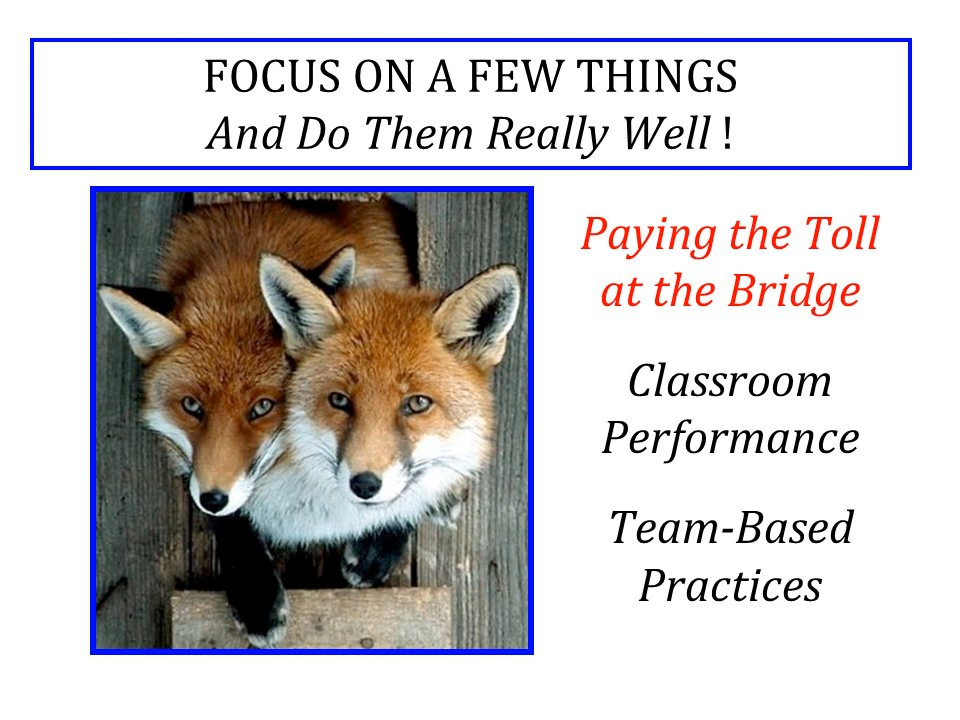 FOCUS ON A FEW THINGS
And Do Them Really Well !
Paying the Toll
at the Bridge
Classroom
Performance
Team-Based
Practices